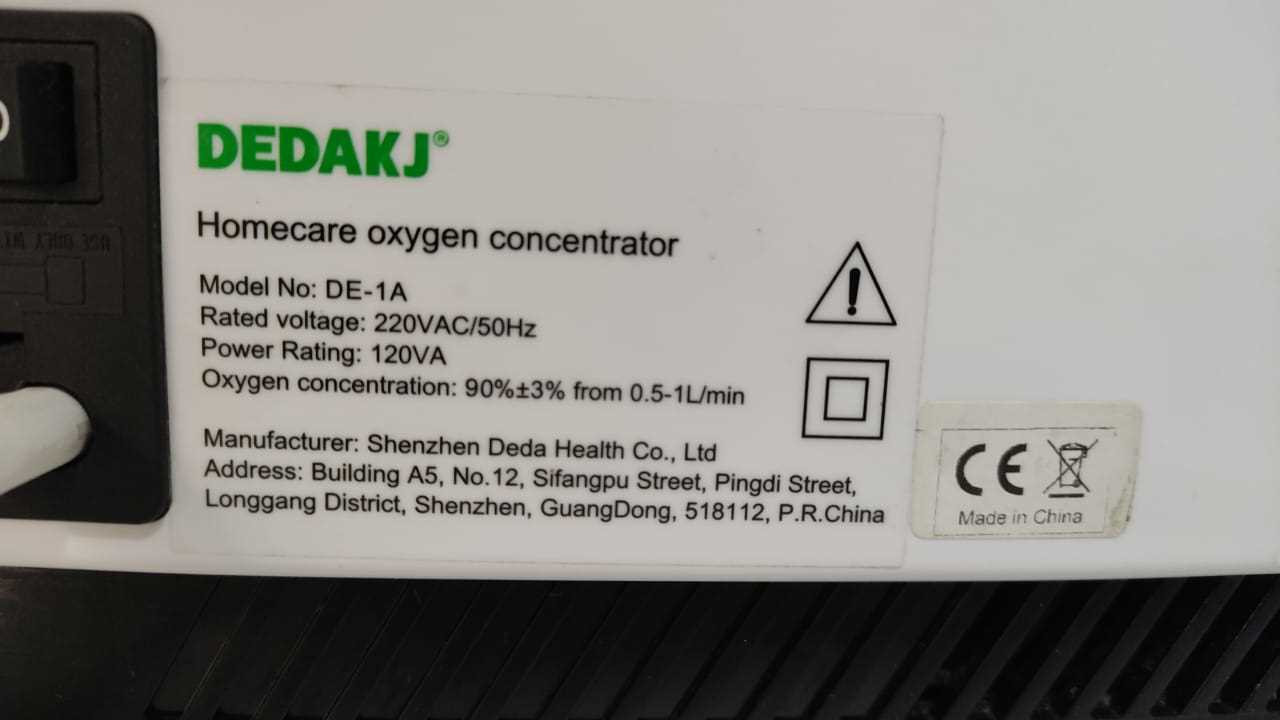 DEDAKJ®
Homecare oxygen concentrator
Model No: DE-1A
Rated voltage: 220VAC/50Hz
Power Rating: 120VA
Oxygen concentration: 90%±3% from 0.5-1L/min
Manufacturer: Shenzhen Deda Health Co., Ltd
Address: Building A5, No.12, Sifangpu Street, Pingdi Street,
Longgang District, Shenzhen, GuangDong, 518112, P.R.China
CE
Made in China
USE ONLY